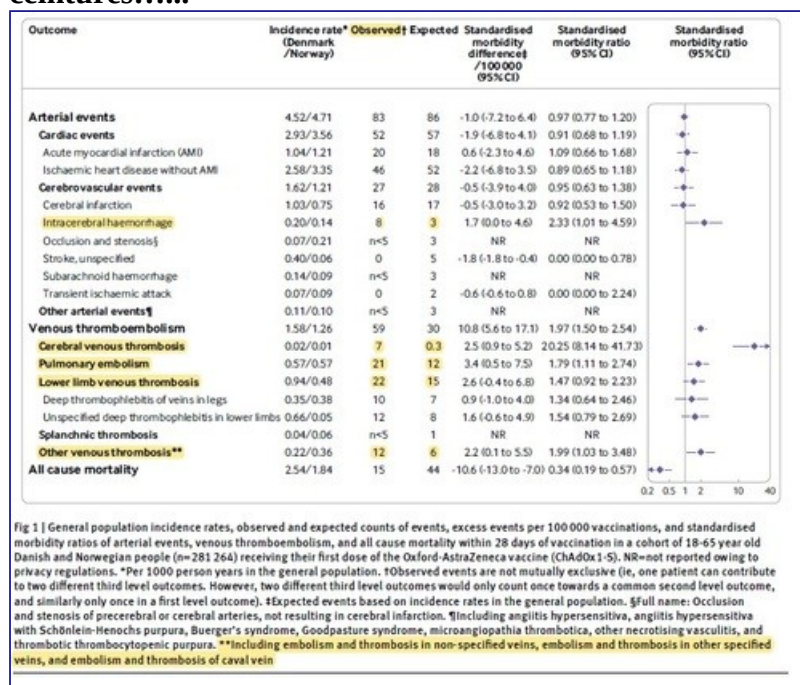 Outcome Incidence rate* Observed† Expected Standardised Standardised Standardised
(Denmark morbidity morbidity ratio morbidity ratio
/Norway) difference‡ (95% CI) (95% CI)
/100 000
(95% CI)
Arterial events 4.52/4.71 83 86 -1.0 (-7.2 to 6.4) 0.97 (0.77 to 1.20)
Cardiac events 2.93/3.56 52 57 -1.9 (-6.8 to 4.1) 0.91 (0.68 to 1.19)
Acute myocardial infarction (AMI) 1.04/1.21 20 18 0.6 (-2.3 to 4.6) 1.09 (0.66 to 1.68)
Ischaemic heart disease without AMI 2.58/3.35 46 52 -2.2 (-6.8 to 3.5) 0.89 (0.65 to 1.18)
Cerebrovascular events 1.62/1.21 27 28 -0.5 (-3.9 to 4.0) 0.95 (0.63 to 1.38)
Cerebral infarction 1.03/0.75 16 17 -0.5 (-3.0 to 3.2) 0.92 (0.53 to 1.50)
Intracerebral haemorrhage 0.20/0.14 8 3 1.7 (0.0 to 4.6) 2.33 (1.01 to 4.59)
Occlusion and stenosis§ 0.07/0.21 n<5 3 NR NR
Stroke, unspecified 0.40/0.06 0 5 -1.8 (-1.8 to -0.4) 0.00 (0.00 to 0.78)
Subarachnoid haemorrhage 0.14/0.09 n<5 3 NR NR
Transient ischaemic attack 0.07/0.09 0 2 -0.6 (-0.6 to 0.8) 0.00 (0.00 to 2.24)
Other arterial events¶ 0.11/0.10 n<5 3 NR NR
Venous thromboembolism 1.58/1.26 59 30 10.8 (5.6 to 17.1) 1.97 (1.50 to 2.54)
Cerebral venous thrombosis 0.02/0.01 7 0.3 2.5 (0.9 to 5.2) 20.25 (8.14 to 41.73)
Pulmonary embolism 0.57/0.57 21 12 3.4 (0.5 to 7.5) 1.79 (1.11 to 2.74)
Lower limb venous thrombosis 0.94/0.48 22 15 2.6 (-0.4 to 6.8) 1.47 (0.92 to 2.23)
Deep thrombophlebitis of veins in legs 0.35/0.38 10 7 0.9 (-1.0 to 4.0) 1.34 (0.64 to 2.46)
Unspecified deep thrombophlebitis in lower limbs 0.66/0.05 12 8 1.6 (-0.6 to 4.9) 1.54 (0.79 to 2.69)
Splanchnic thrombosis 0.04/0.06 n<5 1 NR NR
Other venous thrombosis** 0.22/0.36 12 6 2.2 (0.1 to 5.5) 1.99 (1.03 to 3.48)
All cause mortality 2.54/1.84 15 44 -10.6 (-13.0 to -7.0) 0.34 (0.19 to 0.57)
0.2 0.5 1 2 10 40
Fig 1 | General population incidence rates, observed and expected counts of events, excess events per 100 000 vaccinations, and standardised
morbidity ratios of arterial events, venous thromboembolism, and all cause mortality within 28 days of vaccination in a cohort of 18-65 year old
Danish and Norwegian people (n=281 264) receiving their first dose of the Oxford-AstraZeneca vaccine (ChAdOx1-S). NR=not reported owing to
privacy regulations. *Per 1000 person years in the general population. †Observed events are not mutually exclusive (ie, one patient can contribute
to two different third level outcomes. However, two different third level outcomes would only count once towards a common second level outcome,
and similarly only once in a first level outcome). ‡Expected events based on incidence rates in the general population. §Full name: Occlusion
and stenosis of precerebral or cerebral arteries, not resulting in cerebral infarction. ¶Including angiitis hypersensitiva, angiitis hypersensitiva
with Schönlein-Henochs purpura, Buerger's syndrome, Goodpasture syndrome, microangiopathia thrombotica, other necrotising vasculitis, and
thrombotic thrombocytopenic purpura. **Including embolism and thrombosis in non-specified veins, embolism and thrombosis in other specified
veins, and embolism and thrombosis of caval vein